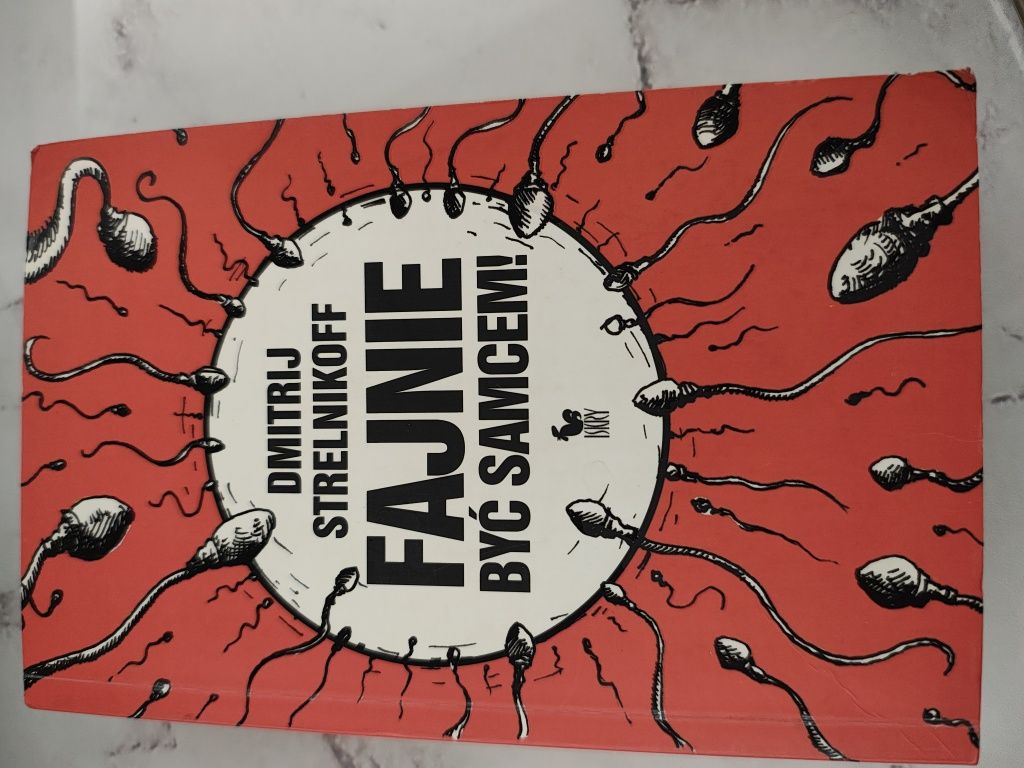 DMITRIJ
STRELNIKOFF
FAJNIE
BYĆ SAMCEM!
ISKRY